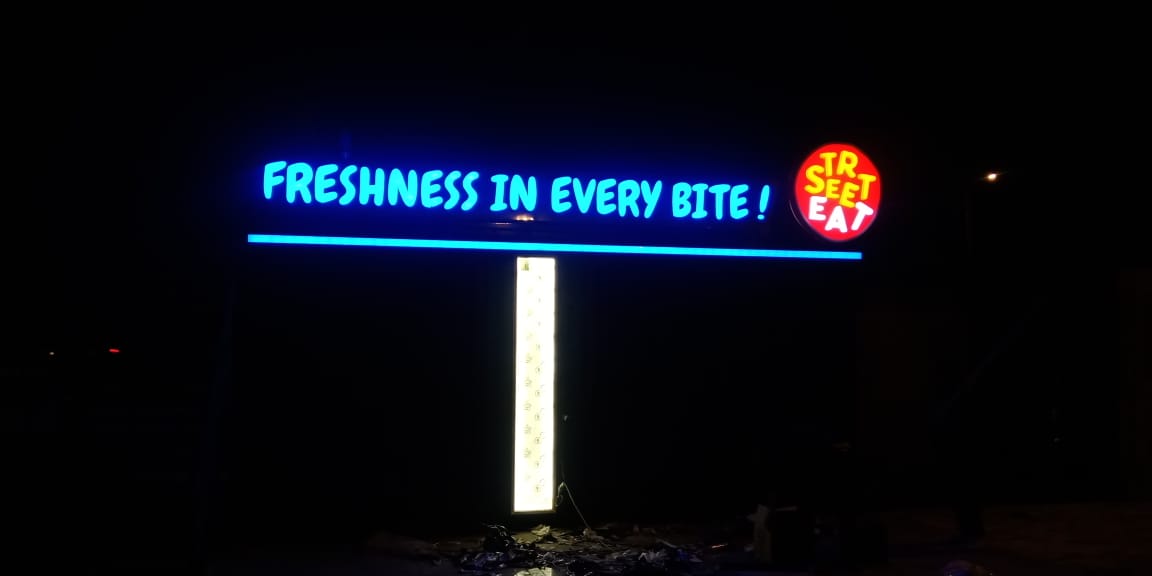 FRESHNESS IN EVERY BITE !
TR
SEET
EAT